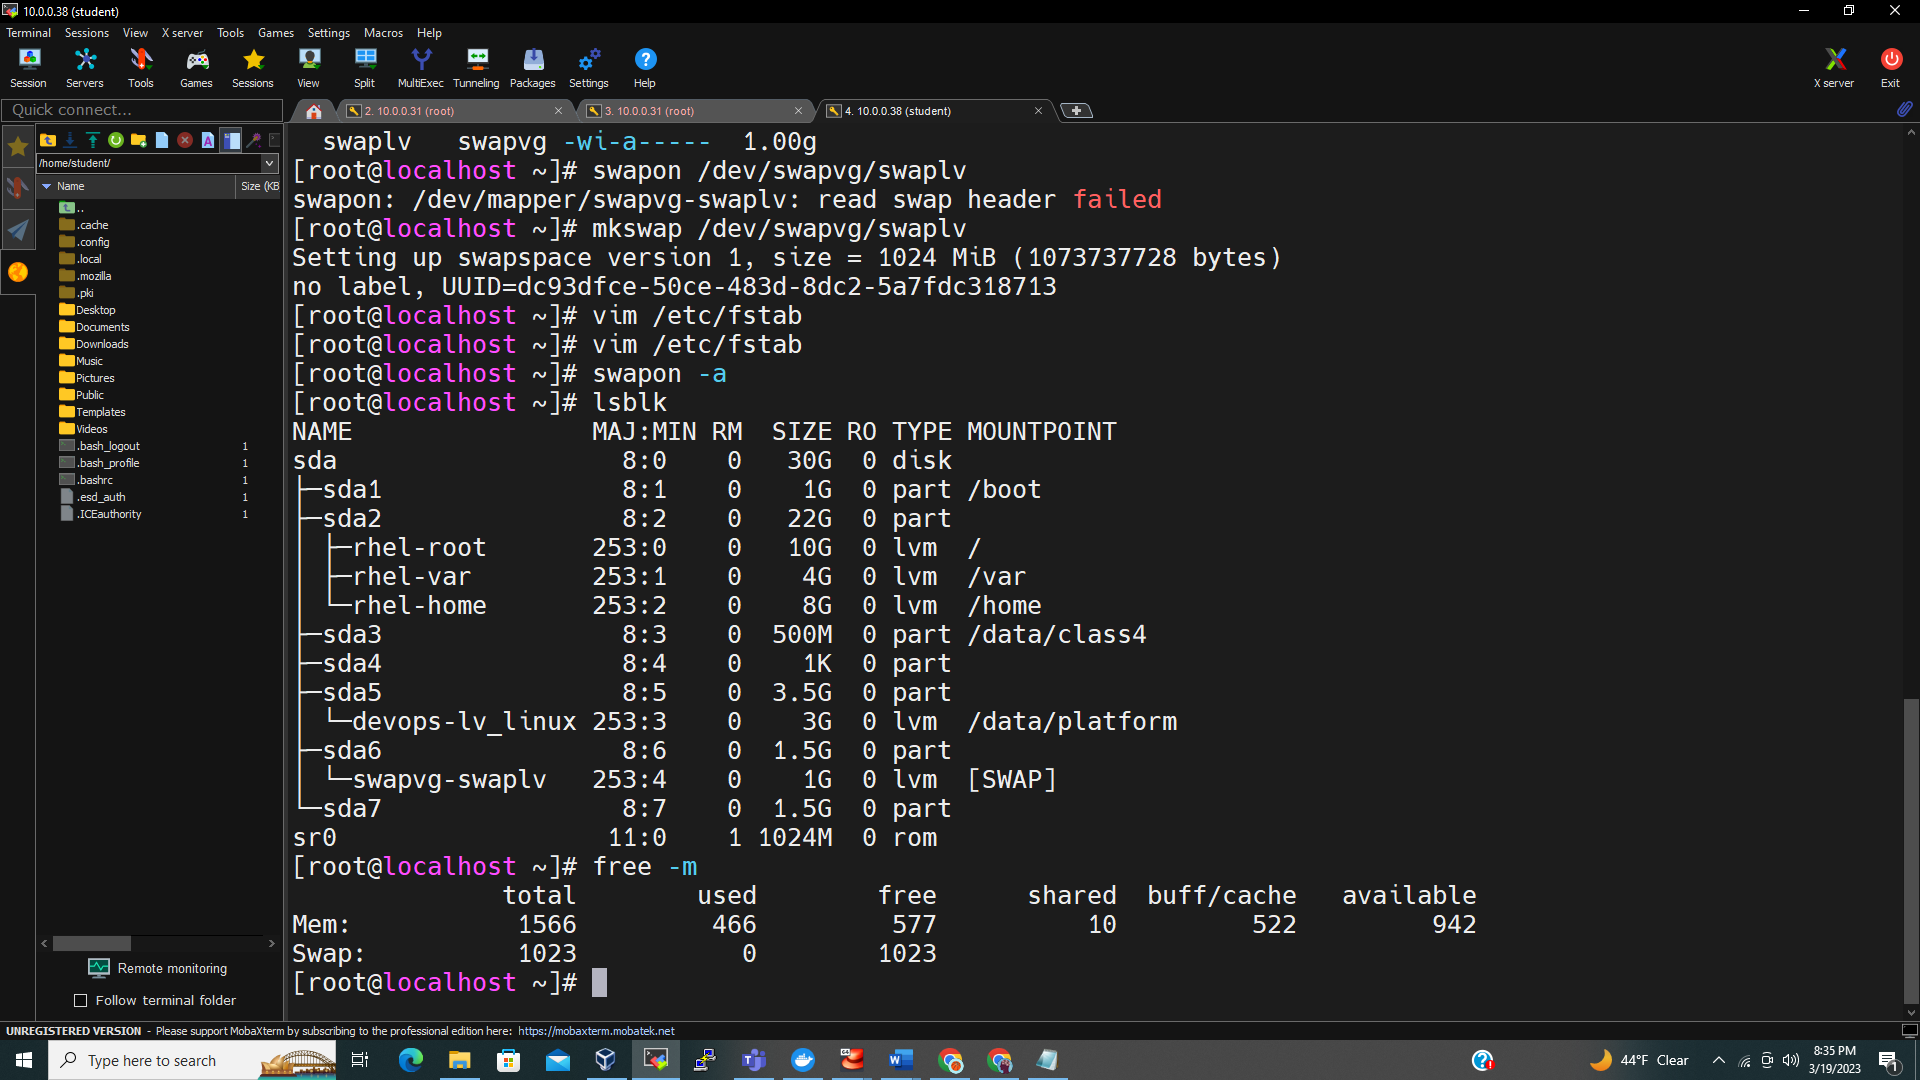 10.0.0.38 (student)
Terminal Sessions View X server Tools Games Settings Macros Help
Session Servers Tools Games Sessions View Split MultiExec Tunneling Packages Settings Help X server Exit
Quick connect...
2. 10.0.0.31 (root)
3. 10.0.0.31 (root)
4. 10.0.0.38 (student)
/home/student/
Name Size (KB
..
.cache
.config
.local
.mozilla
.pki
Desktop
Documents
Downloads
Music
Pictures
Public
Templates
Videos
.bash_logout 1
.bash_profile 1
.bashrc 1
.esd_auth 1
.ICEauthority 1
Remote monitoring
Follow terminal folder
swaplv swapvg -wi-a----- 1.00g
[root@localhost ~]# swapon /dev/swapvg/swaplv
swapon: /dev/mapper/swapvg-swaplv: read swap header failed
[root@localhost ~]# mkswap /dev/swapvg/swaplv
Setting up swapspace version 1, size = 1024 MiB (1073737728 bytes)
no label, UUID=dc93dfce-50ce-483d-8dc2-5a7fdc318713
[root@localhost ~]# vim /etc/fstab
[root@localhost ~]# vim /etc/fstab
[root@localhost ~]# swapon -a
[root@localhost ~]# lsblk
NAME MAJ:MIN RM SIZE RO TYPE MOUNTPOINT
sda 8:0 0 30G 0 disk
├─sda1 8:1 0 1G 0 part /boot
├─sda2 8:2 0 22G 0 part
│ ├─rhel-root 253:0 0 10G 0 lvm /
│ ├─rhel-var 253:1 0 4G 0 lvm /var
│ └─rhel-home 253:2 0 8G 0 lvm /home
├─sda3 8:3 0 500M 0 part /data/class4
├─sda4 8:4 0 1K 0 part
├─sda5 8:5 0 3.5G 0 part
│ └─devops-lv_linux 253:3 0 3G 0 lvm /data/platform
├─sda6 8:6 0 1.5G 0 part
│ └─swapvg-swaplv 253:4 0 1G 0 lvm [SWAP]
└─sda7 8:7 0 1.5G 0 part
sr0 11:0 1 1024M 0 rom
[root@localhost ~]# free -m
total used free shared buff/cache available
Mem: 1566 466 577 10 522 942
Swap: 1023 0 1023
[root@localhost ~]#
UNREGISTERED VERSION - Please support MobaXterm by subscribing to the professional edition here: https://mobaxterm.mobatek.net
Type here to search
44°F Clear
8:35 PM
3/19/2023
1